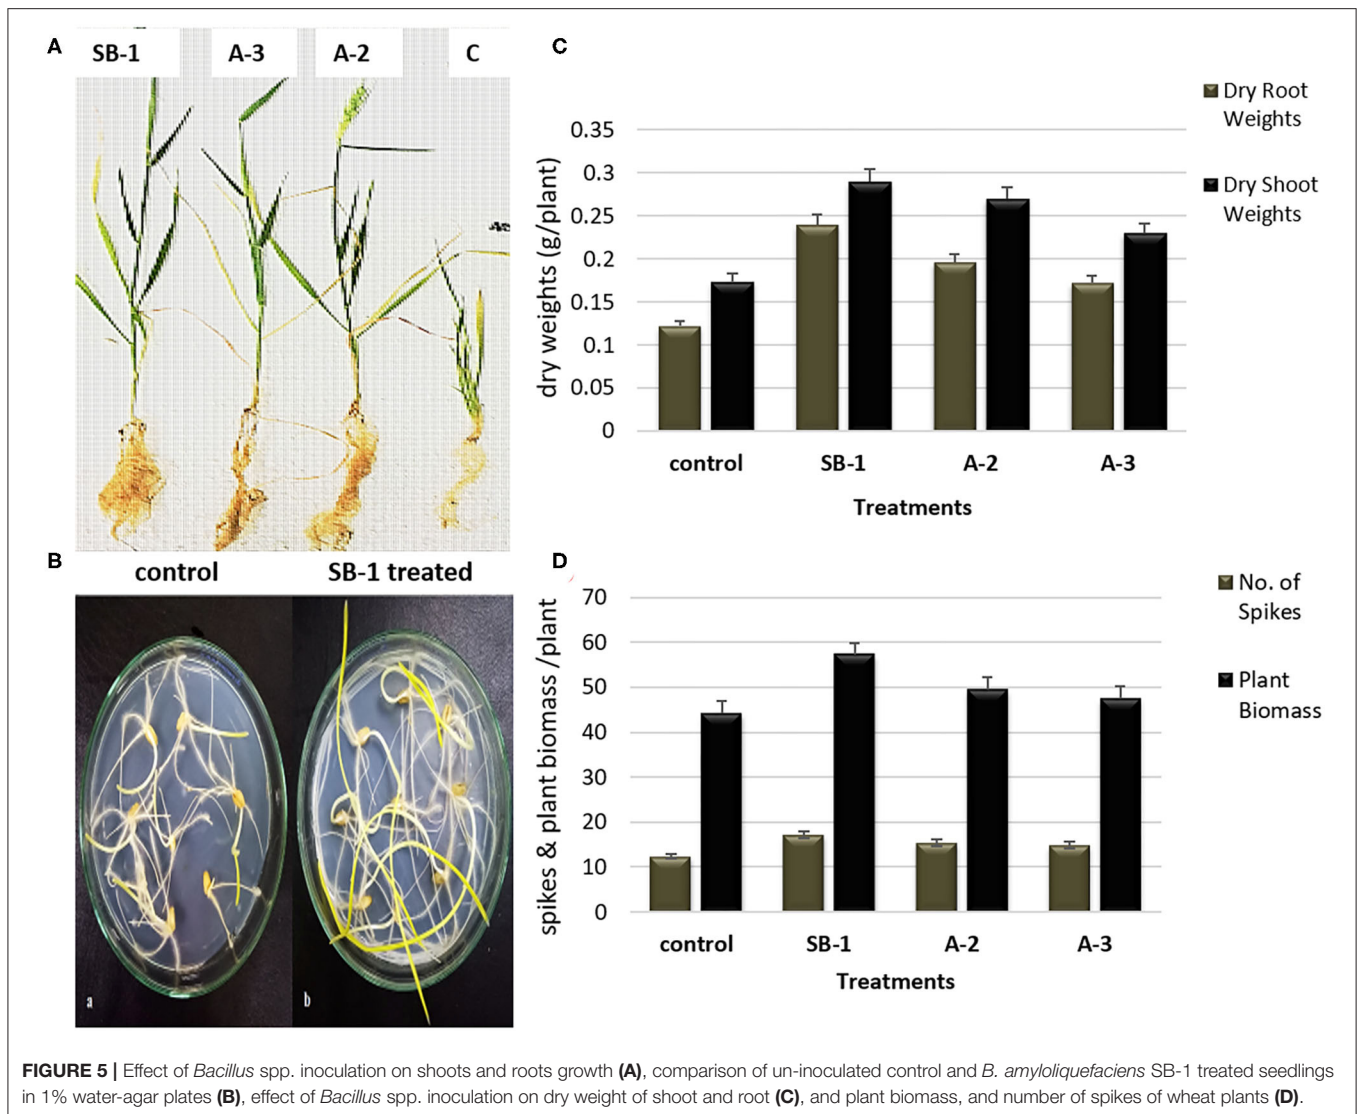 A
SB-1 A-3 A-2 C
B
control SB-1 treated
a b
C
Dry Root
Weights
Dry Shoot
Weights
dry weights (g/plant)
0.35
0.3
0.25
0.2
0.15
0.1
0.05
0
control SB-1 A-2 A-3
Treatments
D
No. of
Spikes
Plant
Biomass
spikes & plant biomass /plant
70
60
50
40
30
20
10
0
control SB-1 A-2 A-3
Treatments
FIGURE 5 | Effect of Bacillus spp. inoculation on shoots and roots growth (A), comparison of un-inoculated control and B. amyloliquefaciens SB-1 treated seedlings
in 1% water-agar plates (B), effect of Bacillus spp. inoculation on dry weight of shoot and root (C), and plant biomass, and number of spikes of wheat plants (D).